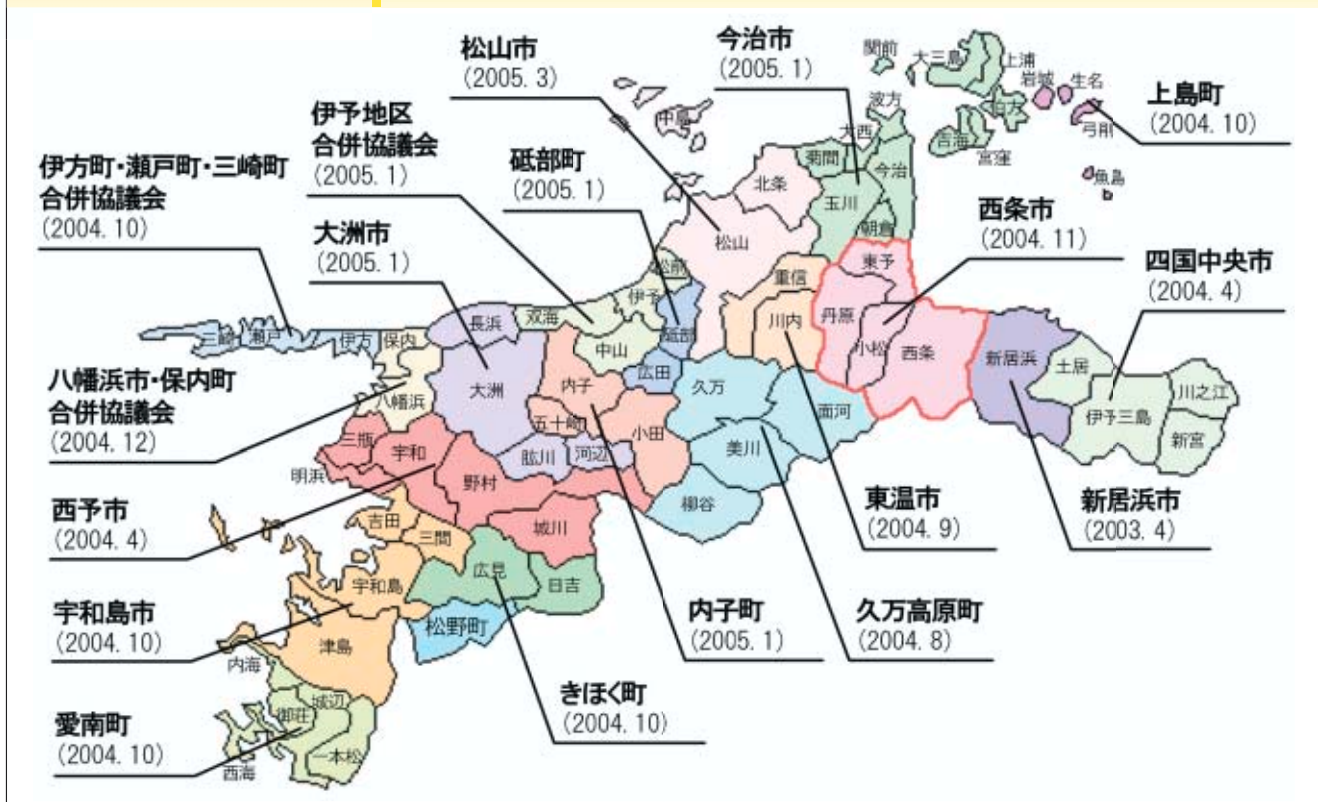 松山市
(2005. 3)
今治市
(2005. 1)
上島町
(2004. 10)
伊予地区
合併協議会
(2005. 1)
砥部町
(2005. 1)
伊方町・瀬戸町・三崎町
合併協議会
(2004. 10)
大洲市
(2005. 1)
西条市
(2004. 11)
四国中央市
(2004. 4)
八幡浜市・保内町
合併協議会
(2004. 12)
西予市
(2004. 4)
宇和島市
(2004. 10)
愛南町
(2004. 10)
きほく町
(2004. 10)
内子町
(2005. 1)
久万高原町
(2004. 8)
東温市
(2004. 9)
新居浜市
(2003. 4)
関前
大三島
上浦
岩城
生名
弓削
魚島
吉海
宮窪
中島
波方
大西
菊間
今治
玉川
朝倉
北条
松山
東予
丹原
小松
西条
新居浜
土居
伊予三島
川之江
新宮
重信
川内
松前
伊予
双海
中山
砥部
広田
久万
面河
美川
柳谷
三崎
瀬戸
伊方
保内
八幡浜
長浜
大洲
内子
五十崎
小田
肱川
河辺
三瓶
宇和
明浜
野村
城川
吉田
三間
宇和島
広見
日吉
松野町
津島
内海
城辺
御荘
一本松
西海